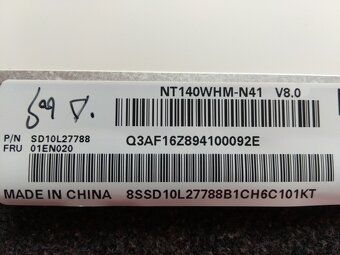 NT140WHM-N41 V8.0
P/N SD10L27788
FRU 01EN020
Q3AF16Z894100092E
MADE IN CHINA 8SSD10L27788B1CH6C101KT